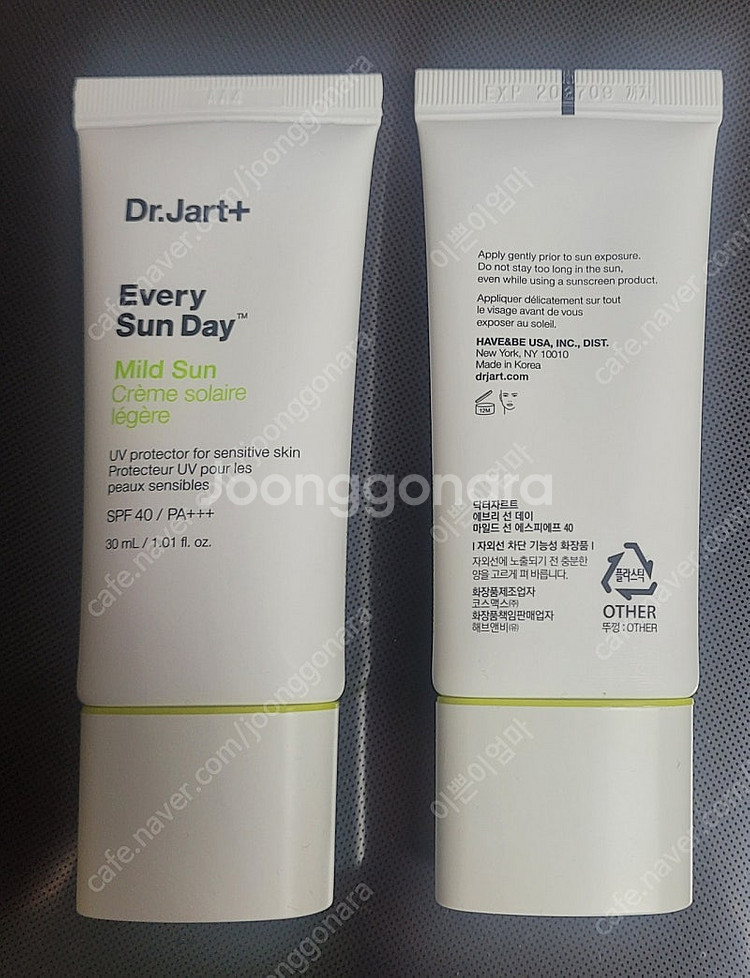 Dr.Jart+
Every
Sun Day™
Mild Sun
Crème solaire
légère
UV protector for sensitive skin
Protecteur UV pour les
peaux sensibles
SPF 40 / PA+++
30 mL / 1.01 fl. oz.
EXP 202709 까지
Apply gently prior to sun exposure.
Do not stay too long in the sun,
even while using a sunscreen product.
Appliquer délicatement sur tout
le visage avant de vous
exposer au soleil.
HAVE&BE USA, INC., DIST.
New York, NY 10010
Made in Korea
drjart.com
12M
닥터자르트
에브리 선 데이
마일드 선 에스피에프 40
| 자외선 차단 기능성 화장품 |
자외선에 노출되기 전 충분한
양을 고르게 펴 바릅니다.
화장품제조업자
코스맥스㈜
화장품책임판매업자
해브앤비㈲
플라스틱
OTHER
뚜껑 : OTHER
joonggonara
cafe.naver.com/joonggonara
이쁜이엄마